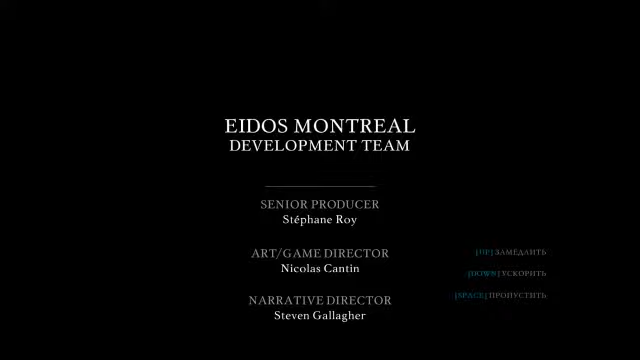 EIDOS MONTREAL
DEVELOPMENT TEAM
SENIOR PRODUCER
Stéphane Roy
ART/GAME DIRECTOR
Nicolas Cantin
NARRATIVE DIRECTOR
Steven Gallagher
[UP] ЗАМЕДЛИТЬ
[DOWN] УСКОРИТЬ
[SPACE] ПРОПУСТИТЬ